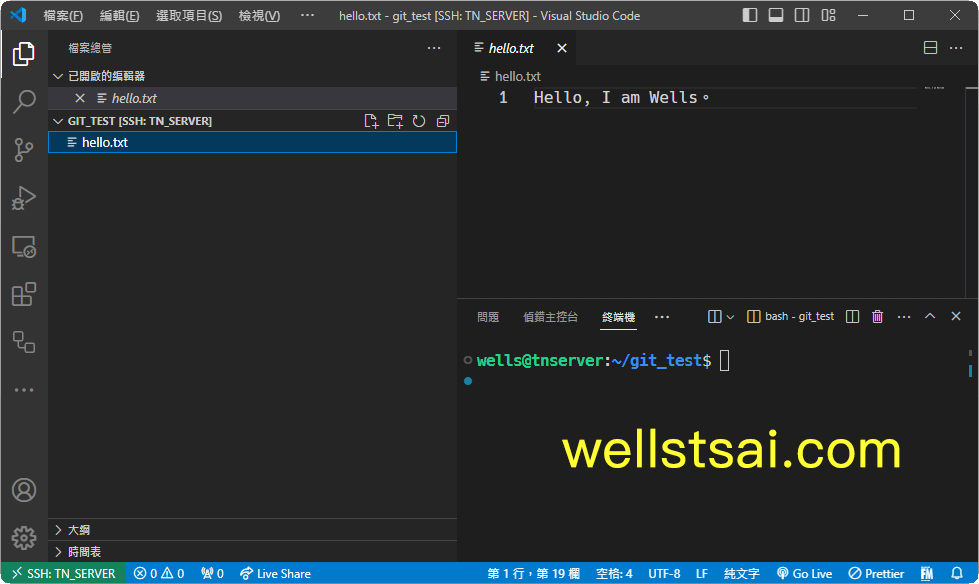 檔案(F) 編輯(E) 選取項目(S) 檢視(V) ··· hello.txt - git_test [SSH: TN_SERVER] - Visual Studio Code
檔案總管 ···
已開啟的編輯器
hello.txt
GIT_TEST [SSH: TN_SERVER]
hello.txt
大綱
時間表
hello.txt
hello.txt
1 Hello, I am Wells。
問題 偵錯主控台 終端機 ··· bash - git_test ···
wells@tnserver:~/git_test$
wellstsai.com
SSH: TN_SERVER 0 0 0 Live Share 第 1 行，第 19 欄 空格: 4 UTF-8 LF 純文字 Go Live Prettier